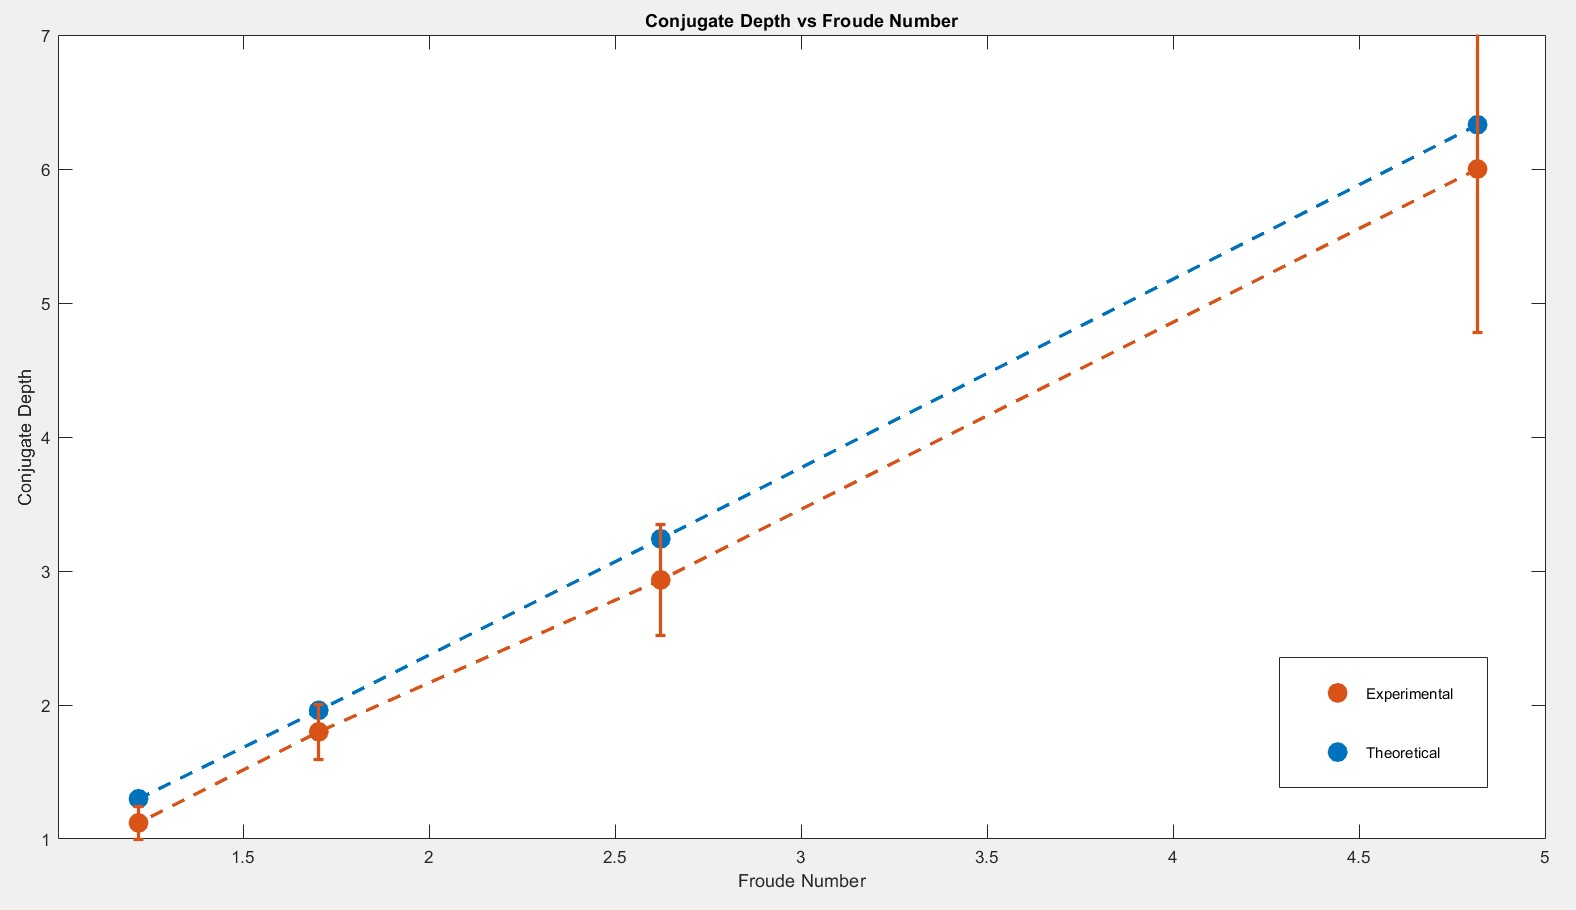 Conjugate Depth vs Froude Number
7
6
5
4
3
2
1
Conjugate Depth
Experimental
Theoretical
1.5 2 2.5 3 3.5 4 4.5 5
Froude Number